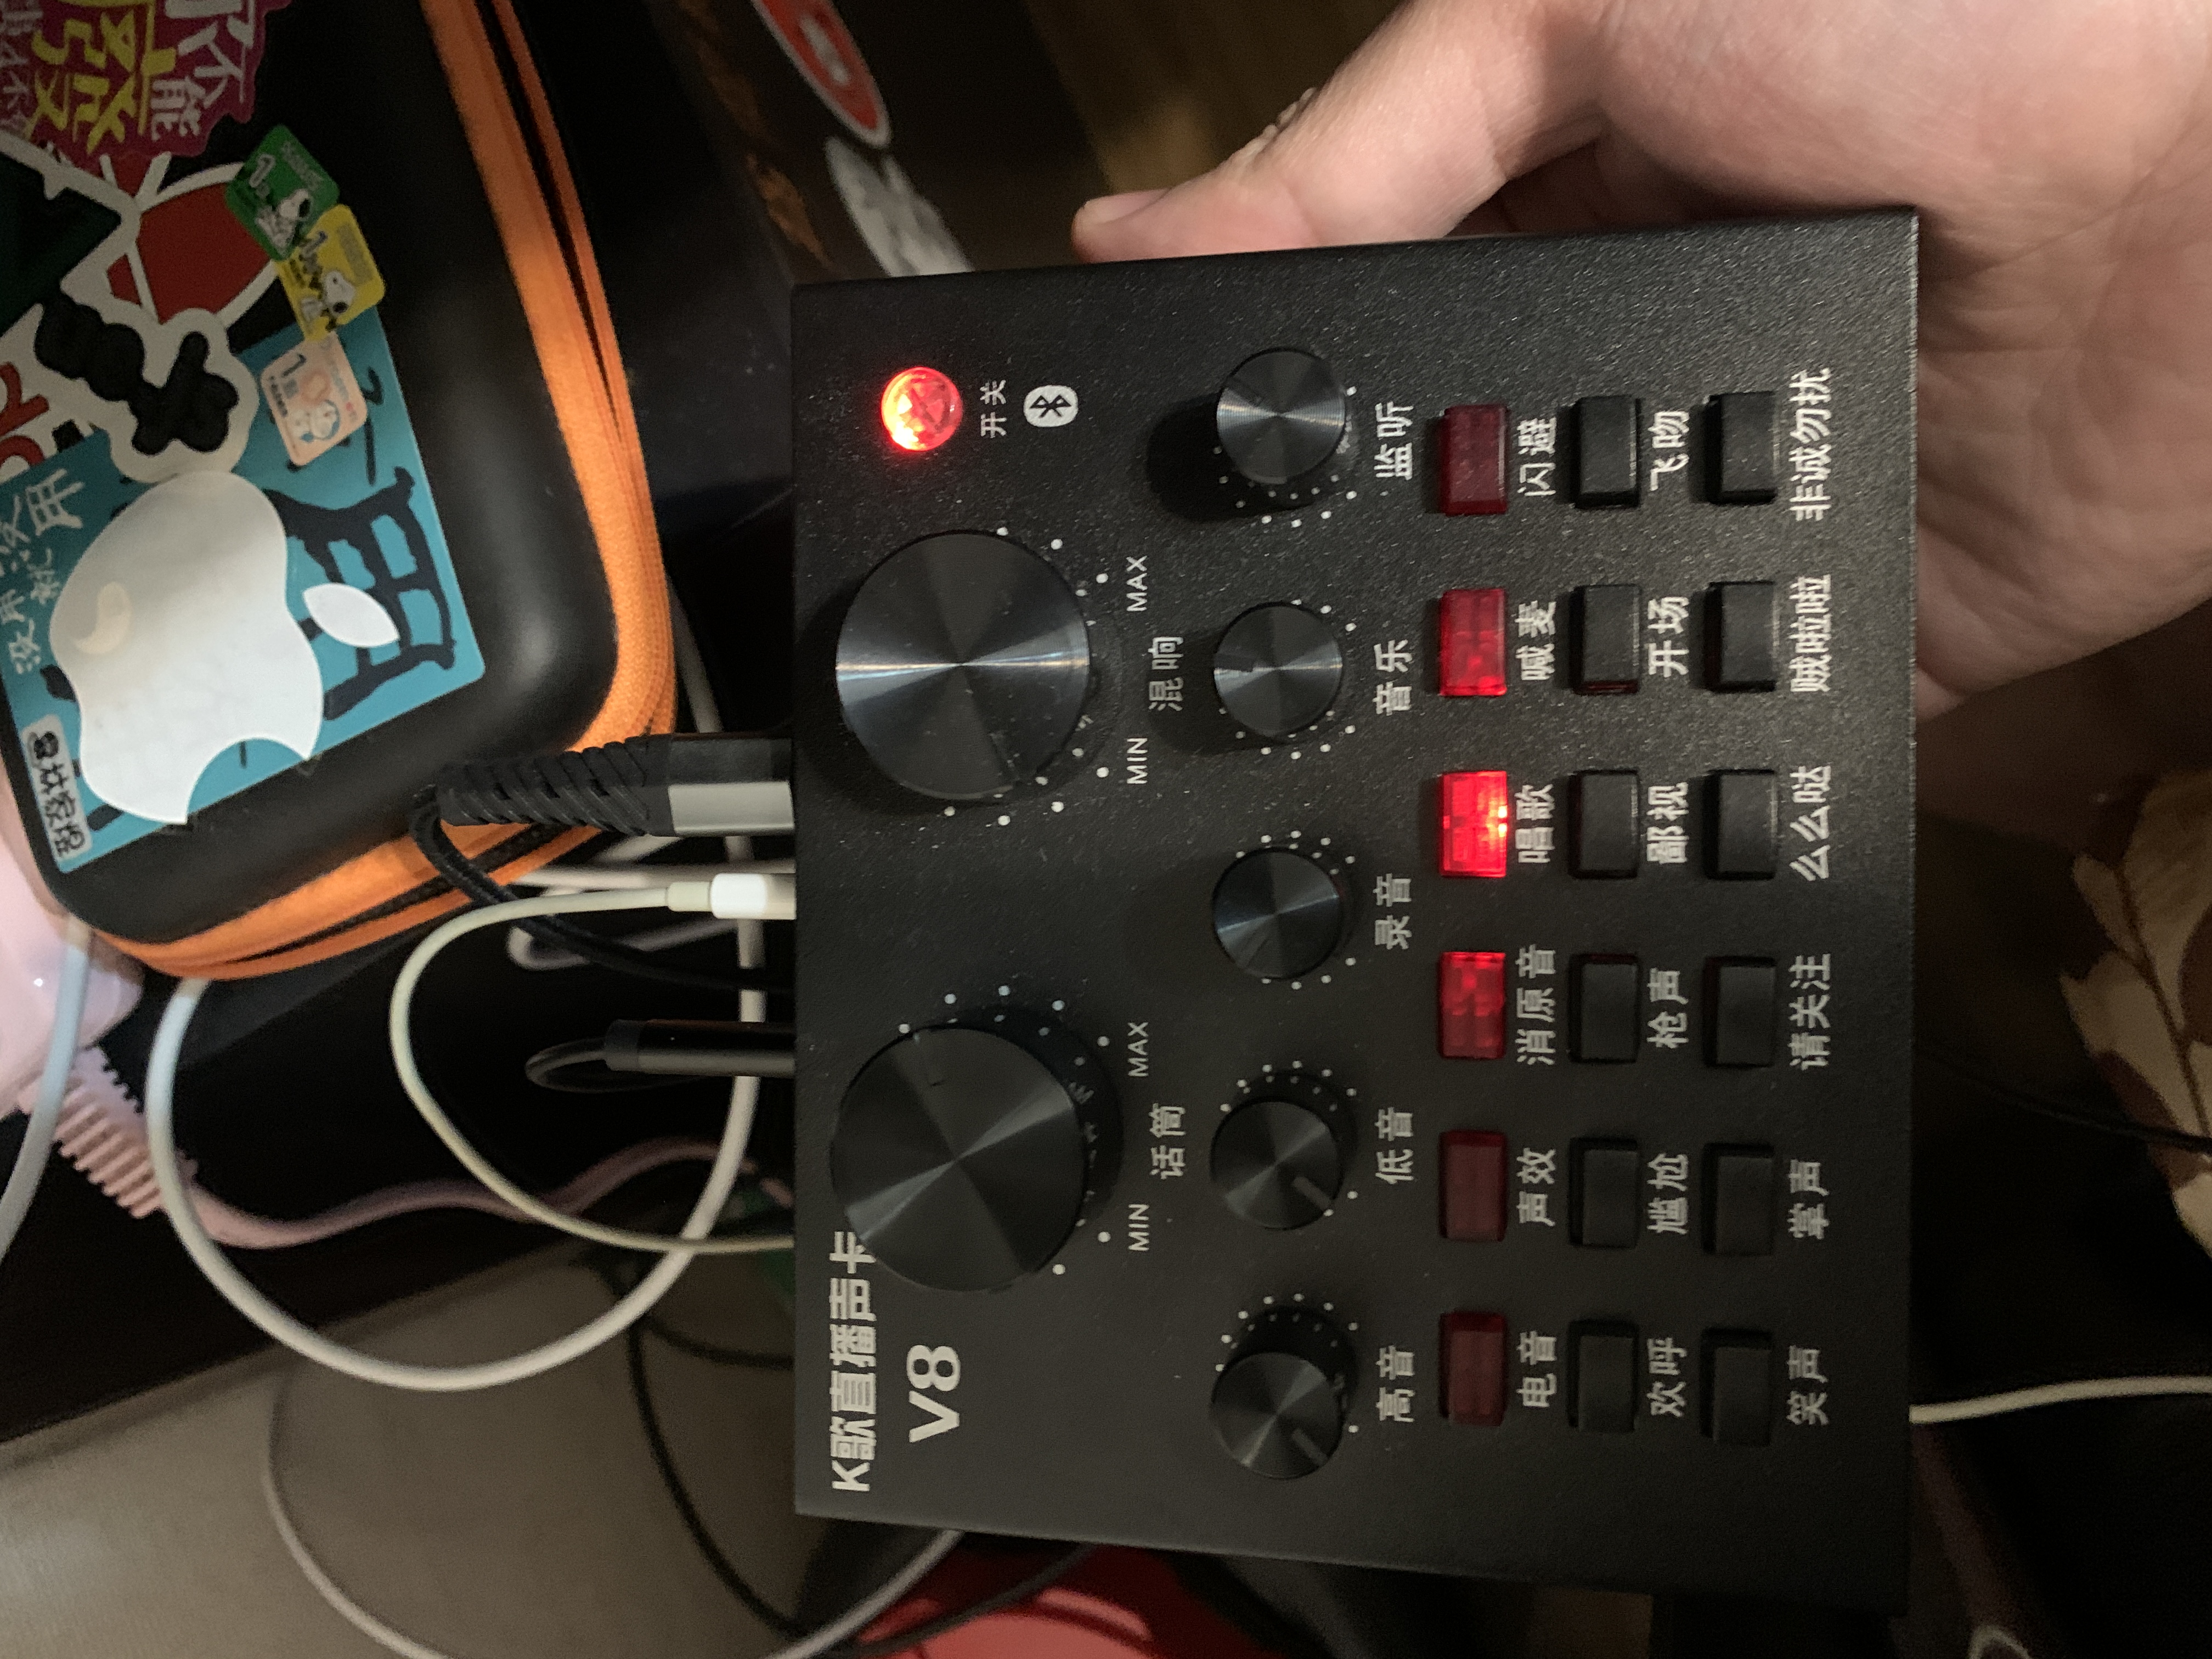 没用
就没用
K歌直播声卡
V8
开关
MIN MAX MIN MAX
话筒 混响
高音 低音 录音 音乐 监听
电音 声效 消原音 唱歌 喊麦 闪避
欢呼 尴尬 枪声 鄙视 开场 飞吻
笑声 掌声 请关注 么么哒 贼啦啦 非诚勿扰